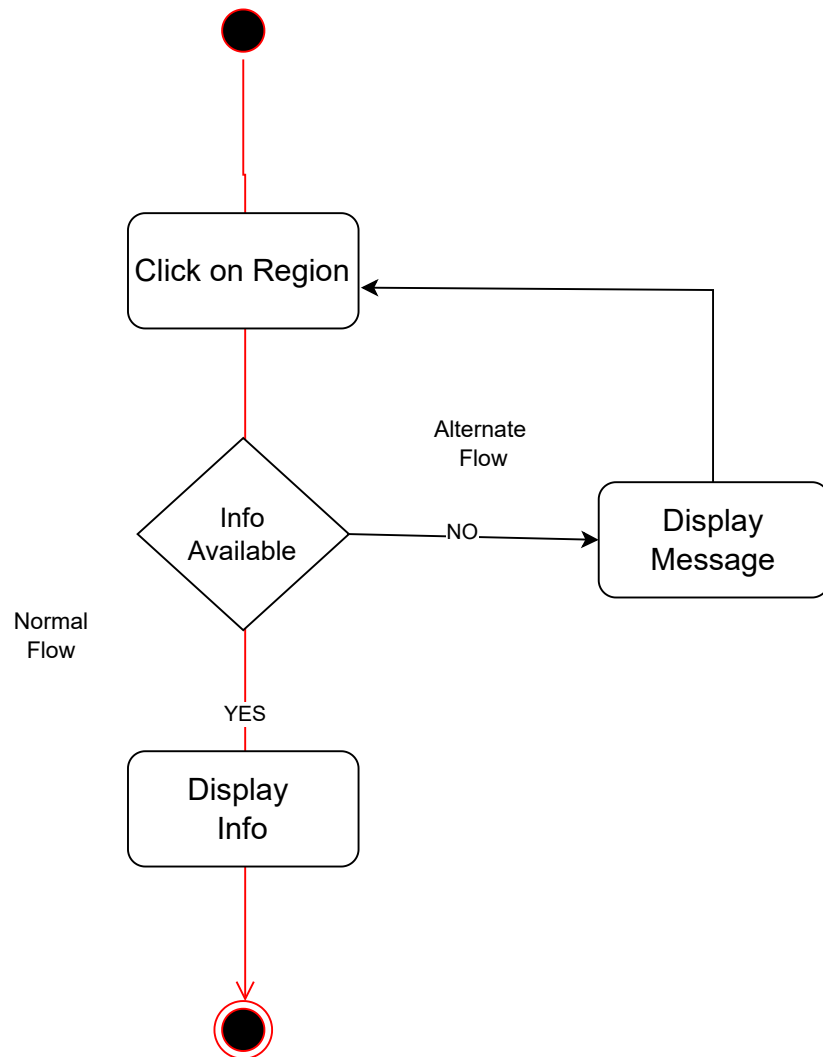 Click on Region
Alternate
Flow
Info
Available
NO
Display
Message
Normal
Flow
YES
Display
Info